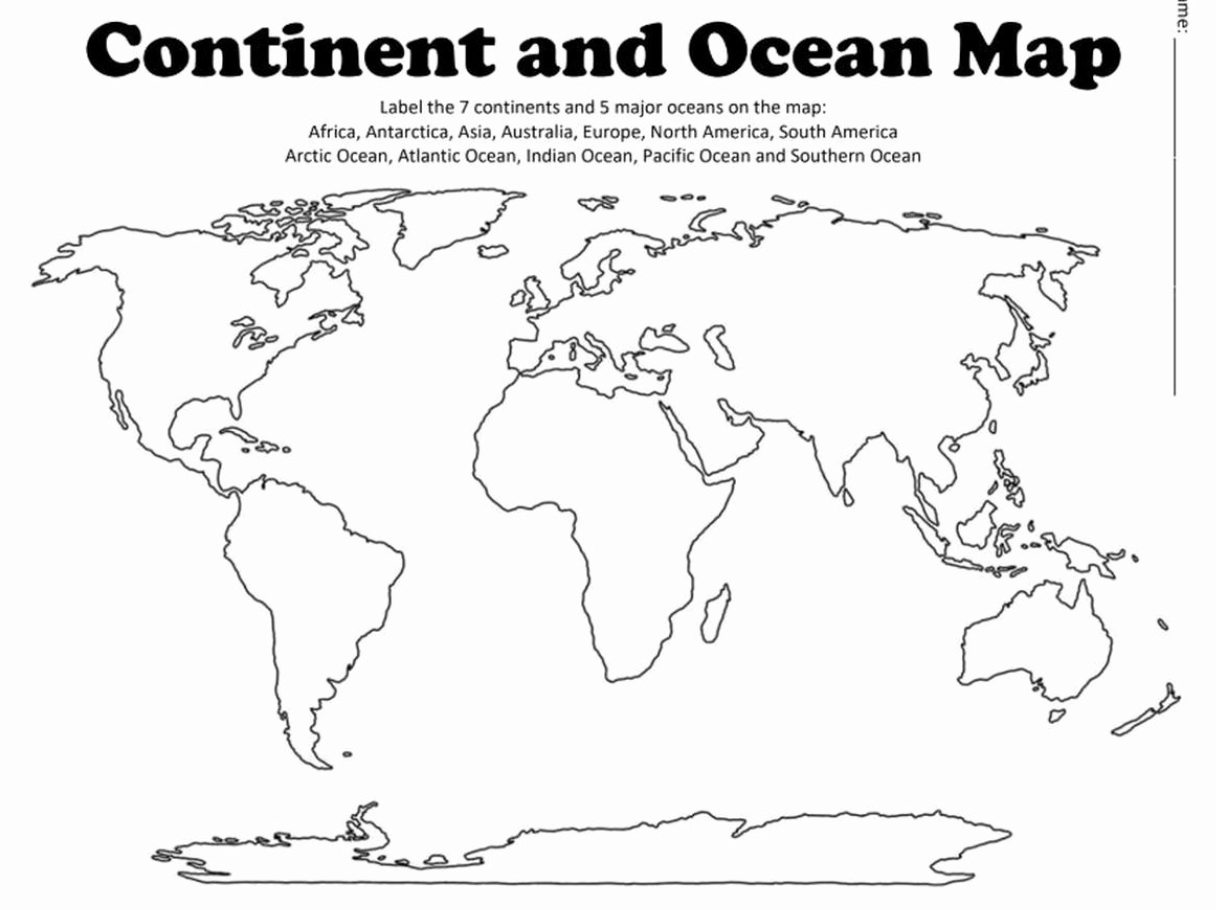 Continent and Ocean Map
Label the 7 continents and 5 major oceans on the map:
Africa, Antarctica, Asia, Australia, Europe, North America, South America
Arctic Ocean, Atlantic Ocean, Indian Ocean, Pacific Ocean and Southern Ocean
ame: